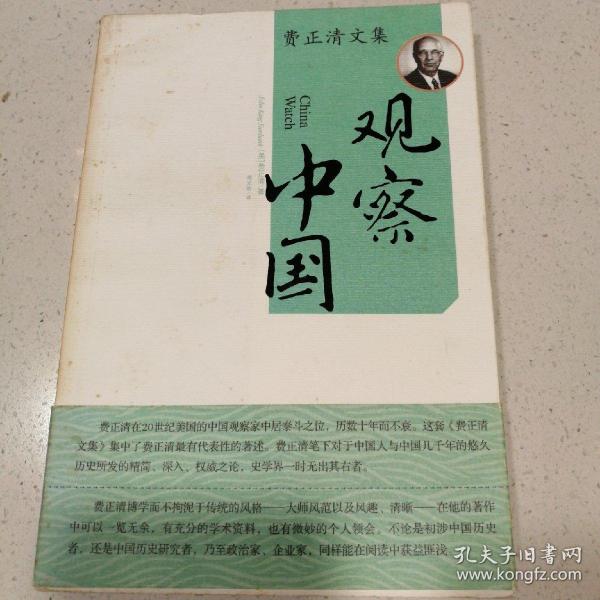 费正清文集
观察
中国
China
Watch
John King Fairbank [美]费正清 著
费正清在20世纪美国的中国观察家中居泰斗之位，历数十年而不衰。这套《费正清
文集》集中了费正清最有代表性的著述。费正清笔下对于中国人与中国几千年的悠久
历史所发的精简、深入、权威之论，史学界一时无出其右者。
费正清博学而不拘泥于传统的风格——大师风范以及风趣、清晰——在他的著作
中可以一览无余，有充分的学术资料，也有微妙的个人领会。不论是初涉中国历史
者，还是中国历史研究者，乃至政治家、企业家，同样能在阅读中获益匪浅
孔夫子旧书网
www.kongfz.com